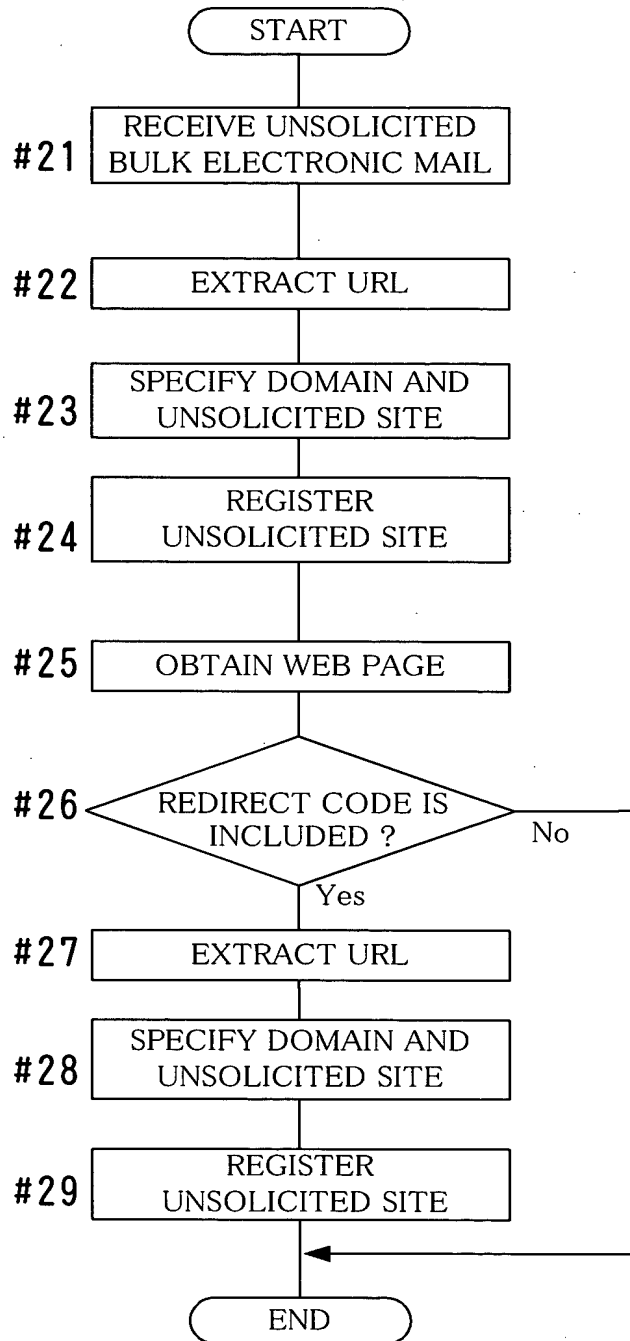 START
#21
RECEIVE UNSOLICITED
BULK ELECTRONIC MAIL
#22
EXTRACT URL
#23
SPECIFY DOMAIN AND
UNSOLICITED SITE
#24
REGISTER
UNSOLICITED SITE
#25
OBTAIN WEB PAGE
#26
REDIRECT CODE IS
INCLUDED ?
No
Yes
#27
EXTRACT URL
#28
SPECIFY DOMAIN AND
UNSOLICITED SITE
#29
REGISTER
UNSOLICITED SITE
END